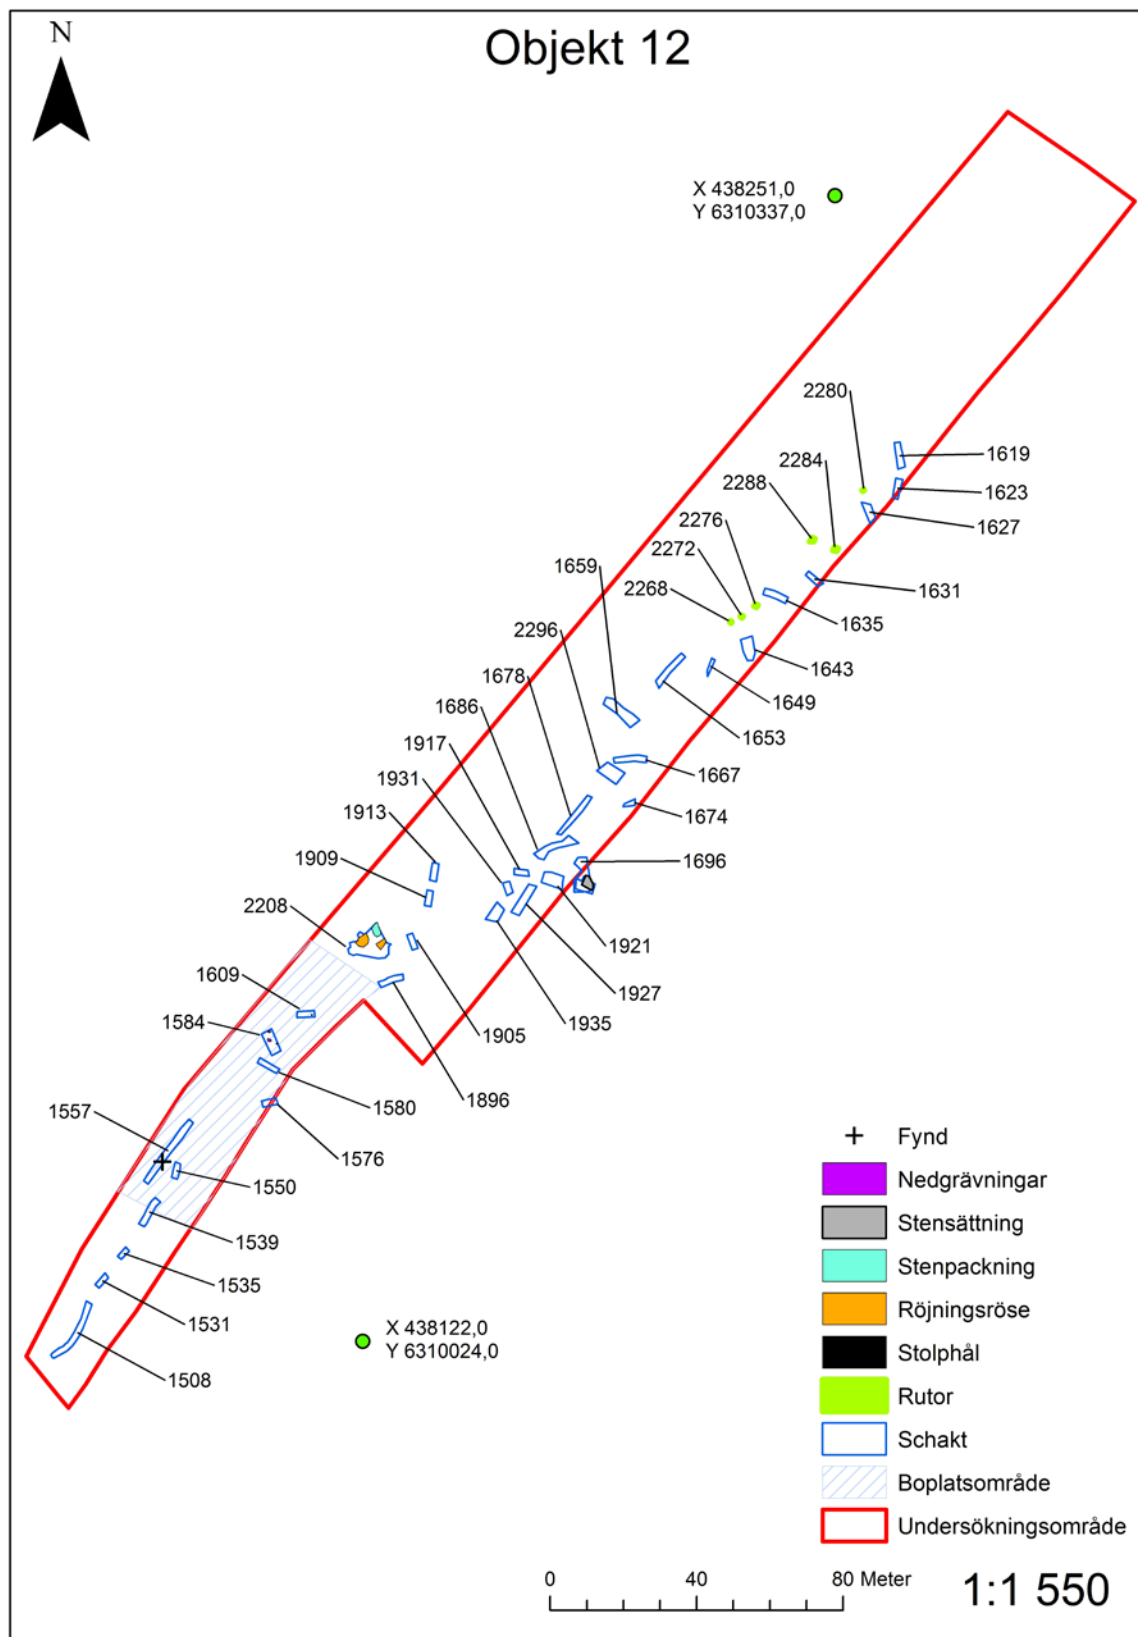 N
Objekt 12
X 438251,0
Y 6310337,0
2280
1619
2284
1623
2288
1627
2276
2272
1659
2268
1631
1635
2296
1643
1678
1649
1686
1653
1917
1667
1931
1674
1913
1696
1909
2208
1921
1609
1927
1584
1935
1905
1896
1580
1557
1576
1550
1539
1535
1531
1508
X 438122,0
Y 6310024,0
Fynd
Nedgrävningar
Stensättning
Stenpackning
Röjningsröse
Stolphål
Rutor
Schakt
Boplatsområde
Undersökningsområde
0 40 80 Meter
1:1 550